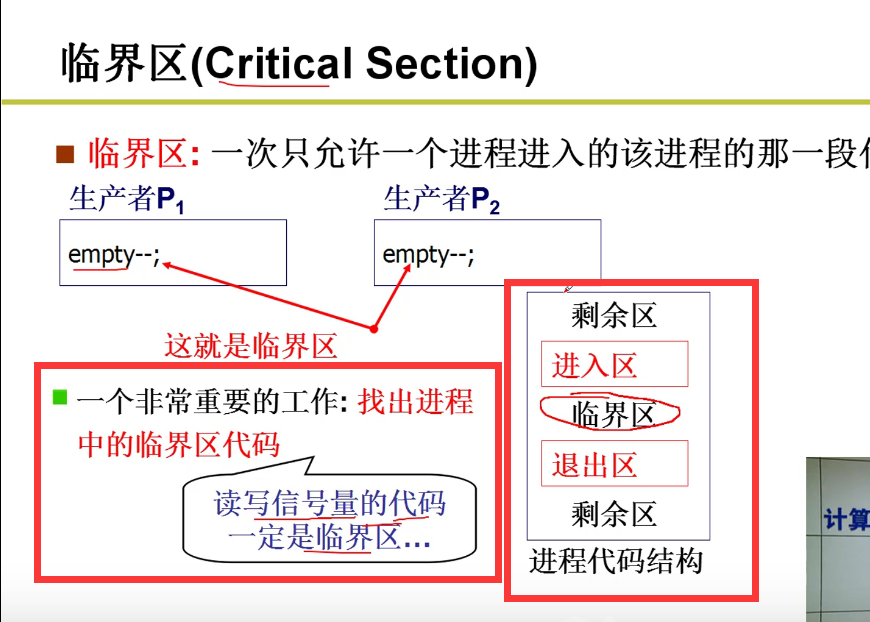 临界区(Critical Section)
临界区: 一次只允许一个进程进入的该进程的那一段
生产者P1
生产者P2
empty--;
empty--;
这就是临界区
一个非常重要的工作: 找出进程
中的临界区代码
读写信号量的代码
一定是临界区…
剩余区
进入区
临界区
退出区
剩余区
进程代码结构
计算